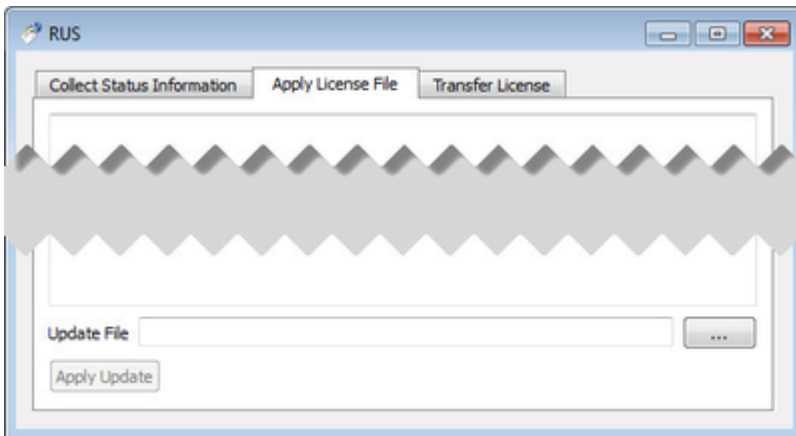 RUS
Collect Status Information Apply License File Transfer License
Update File ...
Apply Update